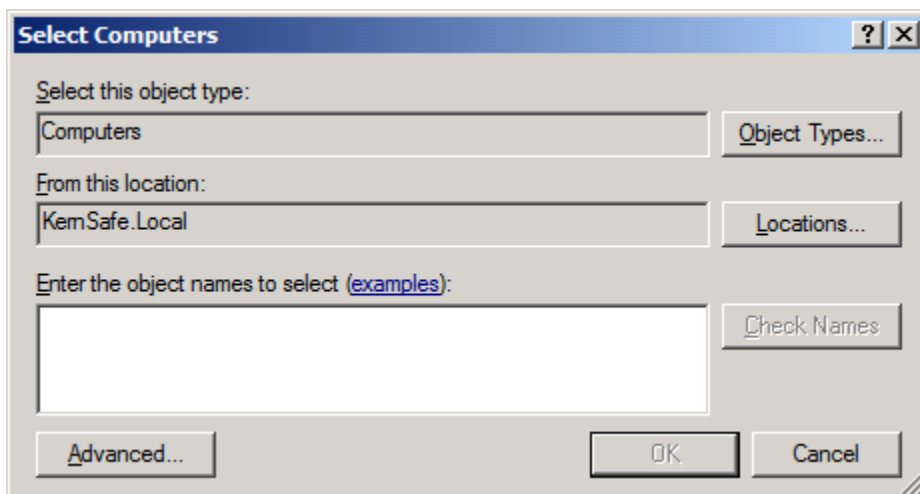 Select Computers
Select this object type:
Computers
Object Types...
From this location:
KernSafe.Local
Locations...
Enter the object names to select (examples):
Check Names
Advanced...
OK
Cancel